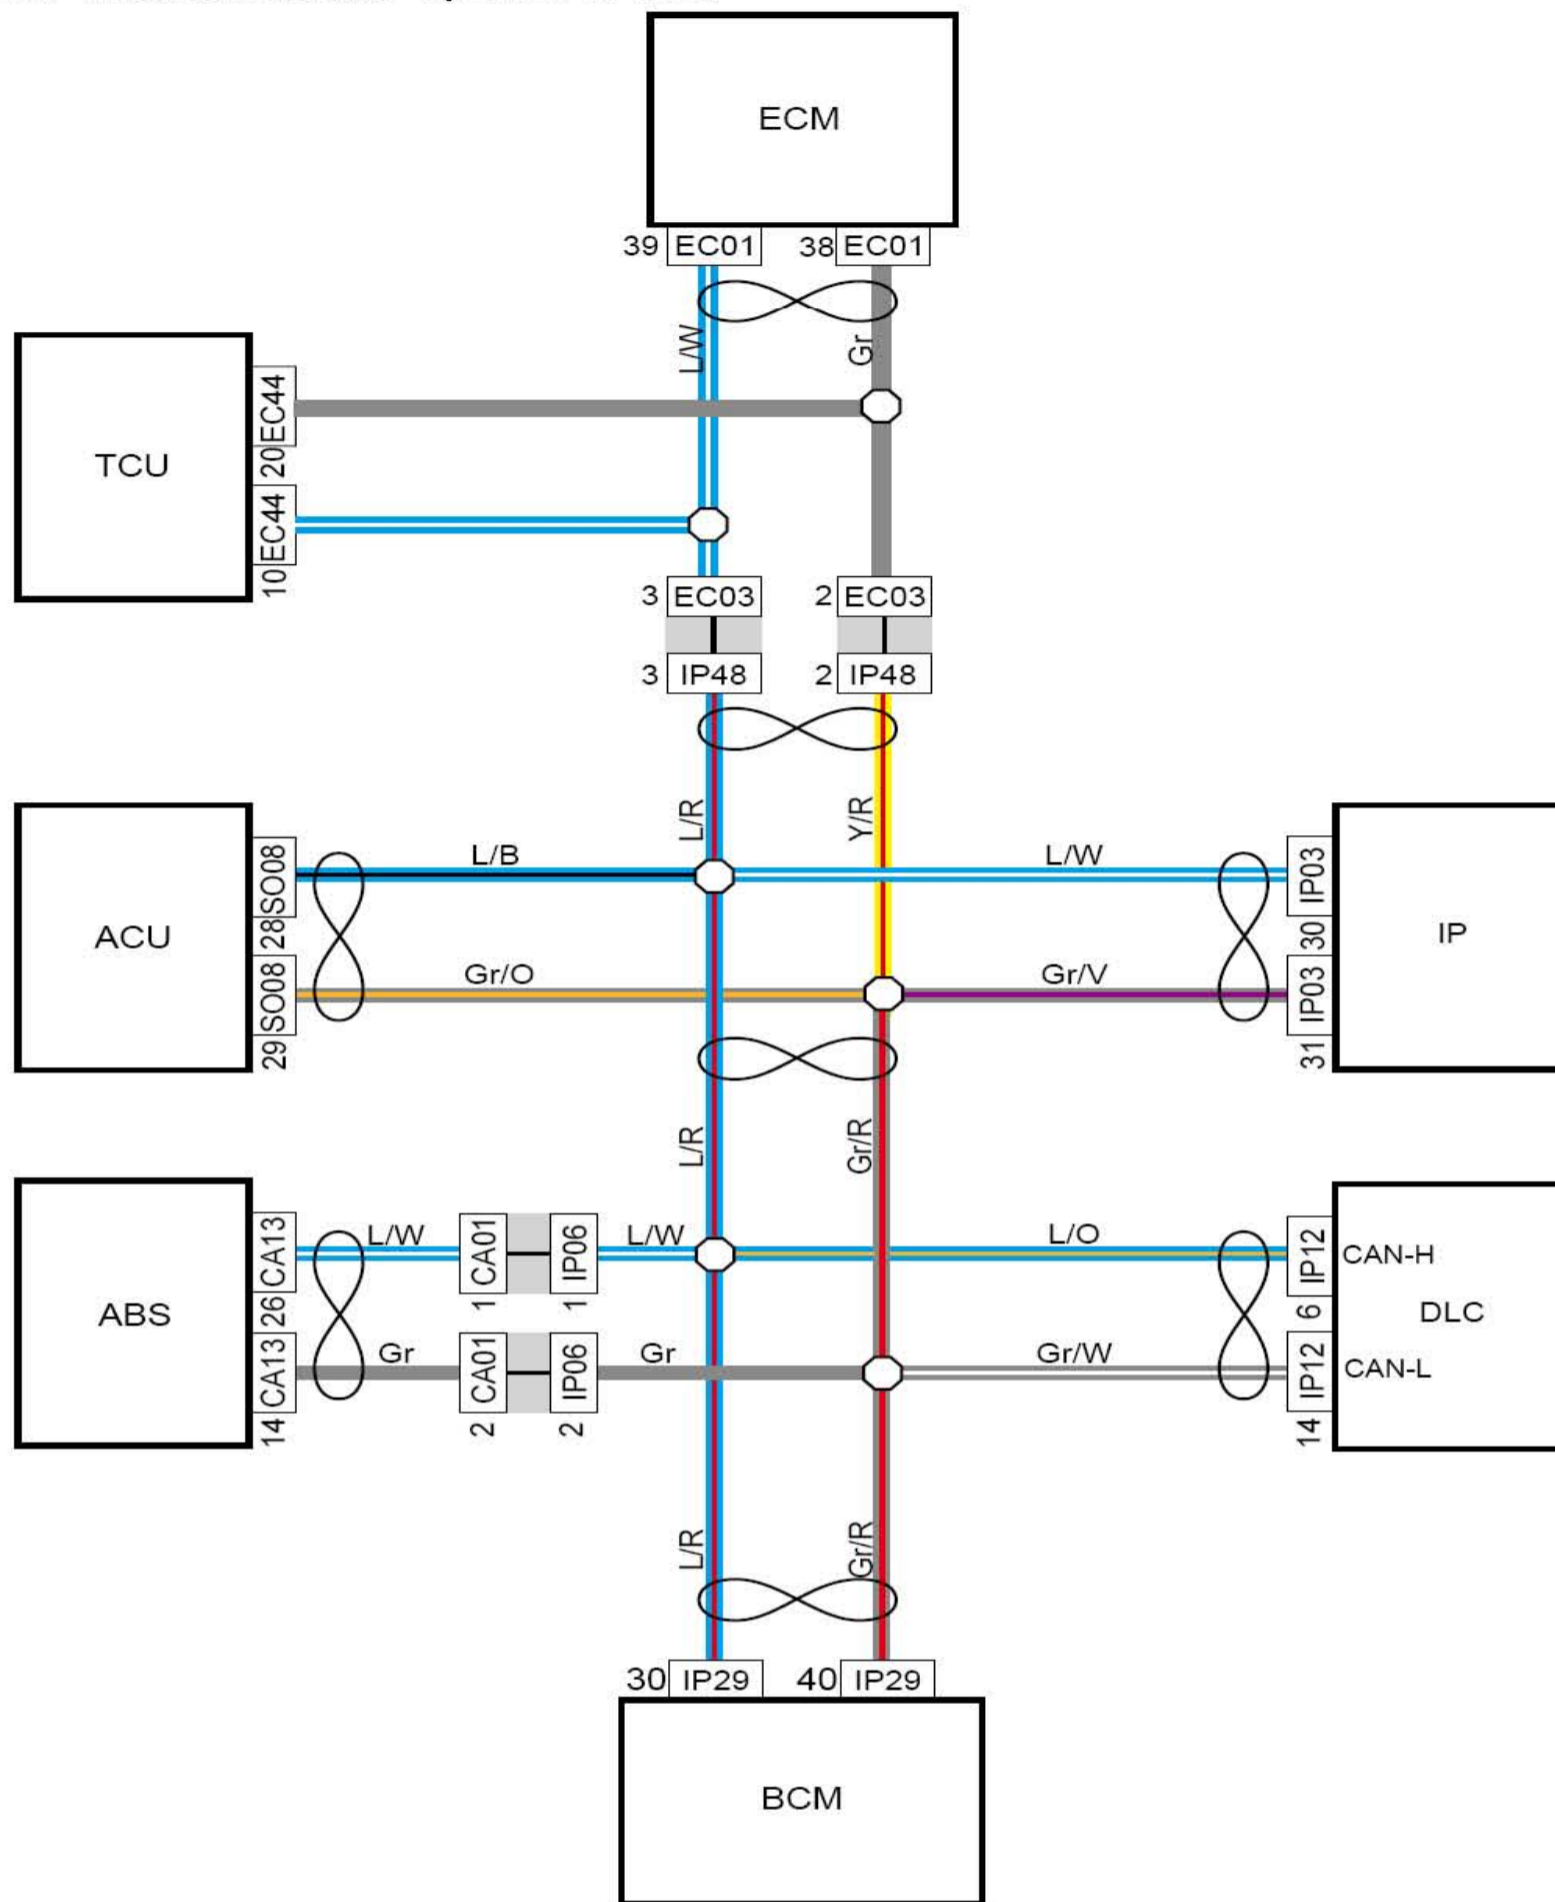 ECM
39 EC01 38 EC01
L/W Gr
TCU
EC44
20
EC44
10
3 EC03 2 EC03
3 IP48 2 IP48
L/R Y/R
ACU
SO08
28
SO08
29
L/B
L/W
Gr/O
Gr/V
IP03
30
IP03
31
IP
L/R Gr/R
ABS
CA13
26
CA13
14
L/W
CA01
1
IP06
1
L/W
L/O
Gr
CA01
2
IP06
2
Gr
Gr/W
IP12
6
IP12
14
CAN-H
DLC
CAN-L
L/R Gr/R
30 IP29 40 IP29
BCM